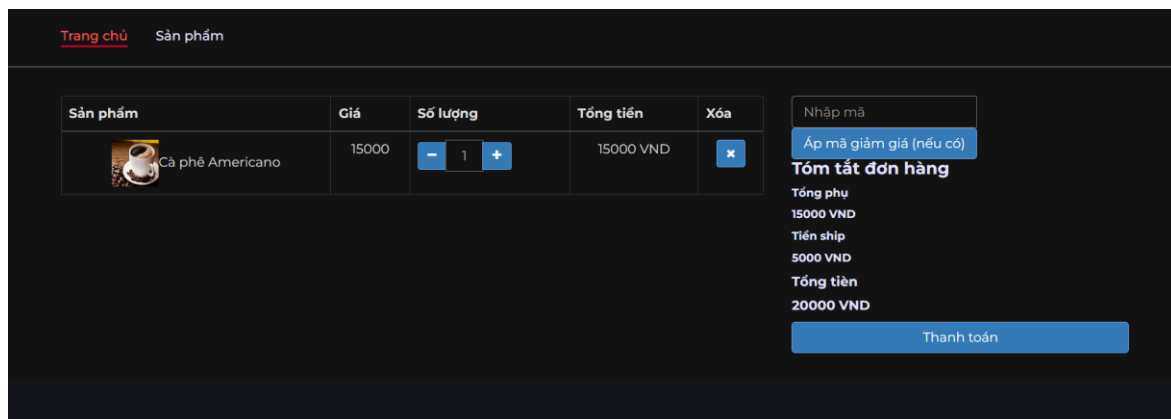 Trang chủ Sản phẩm
Sản phẩm Giá Số lượng Tổng tiền Xóa
Cà phê Americano 15000 1 15000 VND
Nhập mã
Áp mã giảm giá (nếu có)
Tóm tắt đơn hàng
Tổng phụ
15000 VND
Tiền ship
5000 VND
Tổng tièn
20000 VND
Thanh toán